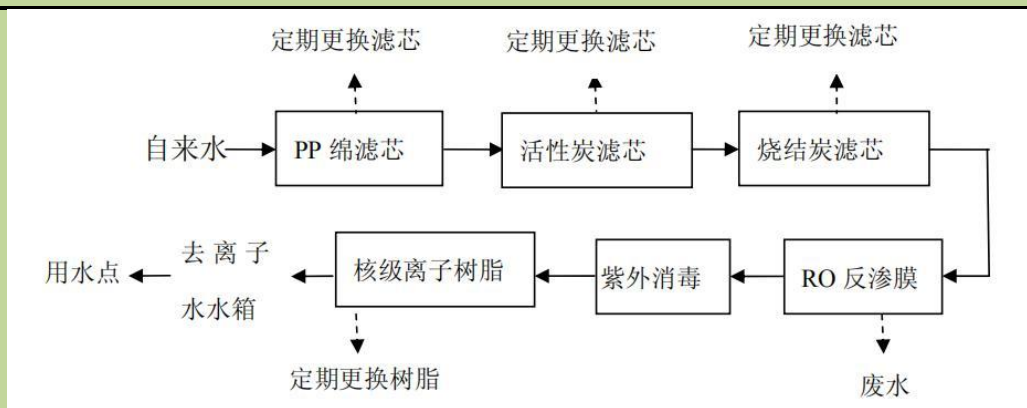 定期更换滤芯
定期更换滤芯
定期更换滤芯
自来水
PP 绵滤芯
活性炭滤芯
烧结炭滤芯
用水点
去离子
水水箱
核级离子树脂
紫外消毒
RO 反渗膜
定期更换树脂
废水